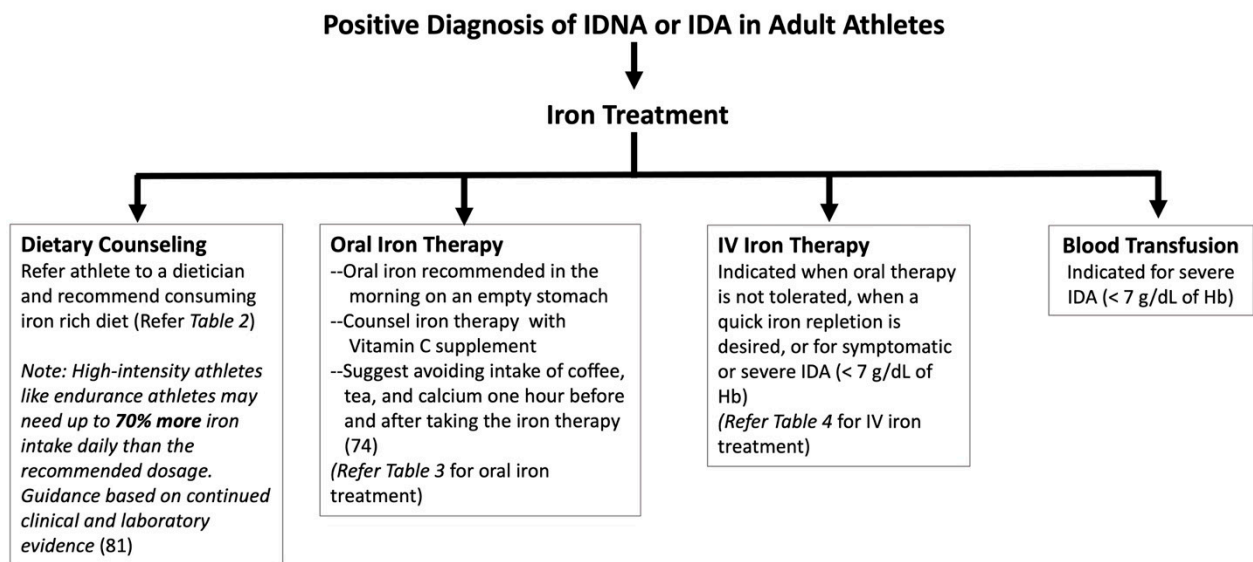 Positive Diagnosis of IDNA or IDA in Adult Athletes
Iron Treatment
Dietary Counseling
Refer athlete to a dietician
and recommend consuming
iron rich diet (Refer Table 2)
Note: High-intensity athletes
like endurance athletes may
need up to 70% more iron
intake daily than the
recommended dosage.
Guidance based on continued
clinical and laboratory
evidence (81)
Oral Iron Therapy
--Oral iron recommended in the
morning on an empty stomach
--Counsel iron therapy with
Vitamin C supplement
--Suggest avoiding intake of coffee,
tea, and calcium one hour before
and after taking the iron therapy
(74)
(Refer Table 3 for oral iron
treatment)
IV Iron Therapy
Indicated when oral therapy
is not tolerated, when a
quick iron repletion is
desired, or for symptomatic
or severe IDA (< 7 g/dL of
Hb)
(Refer Table 4 for IV iron
treatment)
Blood Transfusion
Indicated for severe
IDA (< 7 g/dL of Hb)